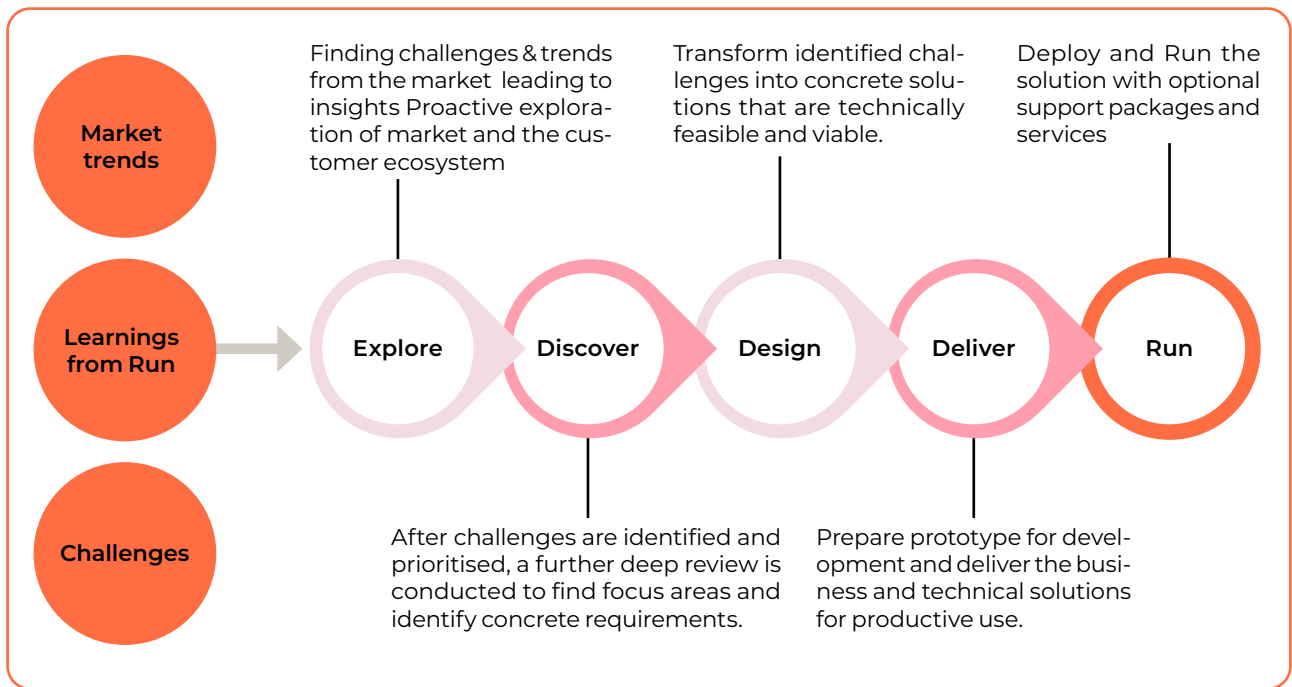 Market
trends
Learnings
from Run
Challenges
Finding challenges & trends
from the market leading to
insights Proactive explora-
tion of market and the cus-
tomer ecosystem
Transform identified chal-
lenges into concrete solu-
tions that are technically
feasible and viable.
Deploy and Run the
solution with optional
support packages and
services
Explore
Discover
Design
Deliver
Run
After challenges are identified and
prioritised, a further deep review is
conducted to find focus areas and
identify concrete requirements.
Prepare prototype for devel-
opment and deliver the busi-
ness and technical solutions
for productive use.